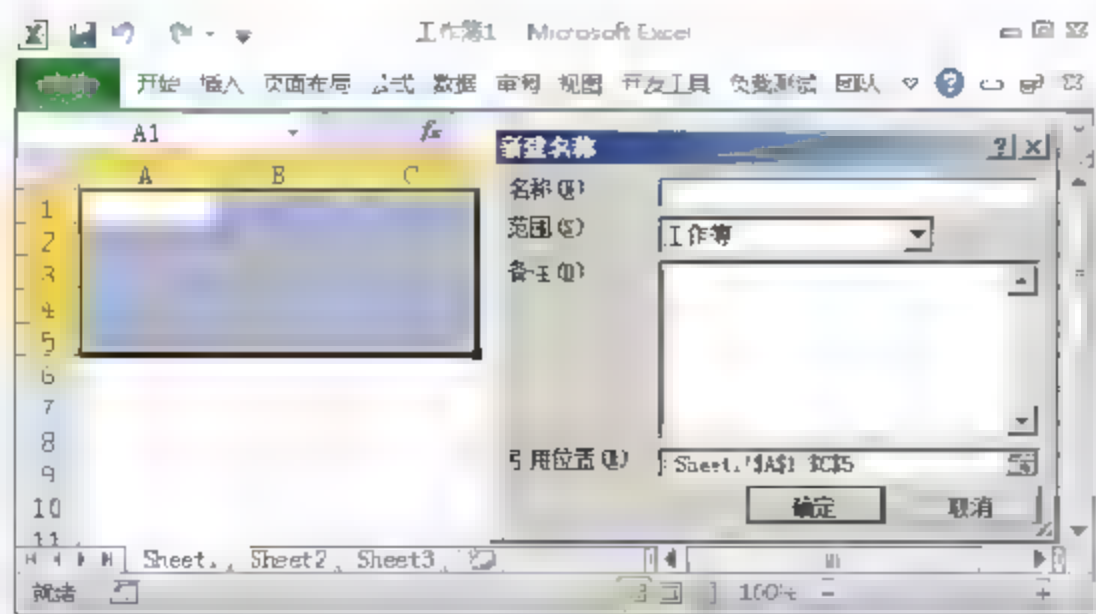 工作簿1 Microsoft Excel
开始 插入 页面布局 公式 数据 审阅 视图 开发工具 负载测试 团队
A1 fx
新建名称
A B C
名称(N)
范围(S) 工作簿
备注(O)
1
2
3
4
5
6
7
8
9
10
11
引用位置(R)
确定 取消
Sheet2 Sheet3
就绪 100%